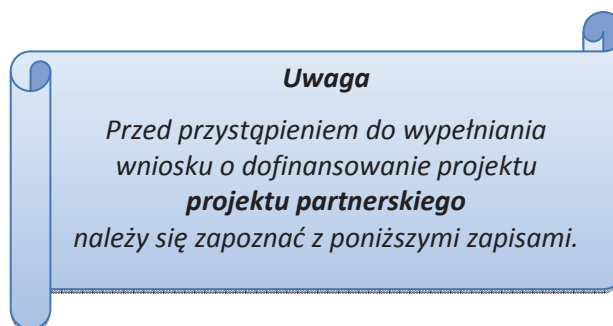 Uwaga
Przed przystąpieniem do wypełniania
wniosku o dofinansowanie projektu
projektu partnerskiego
należy się zapoznać z poniższymi zapisami.